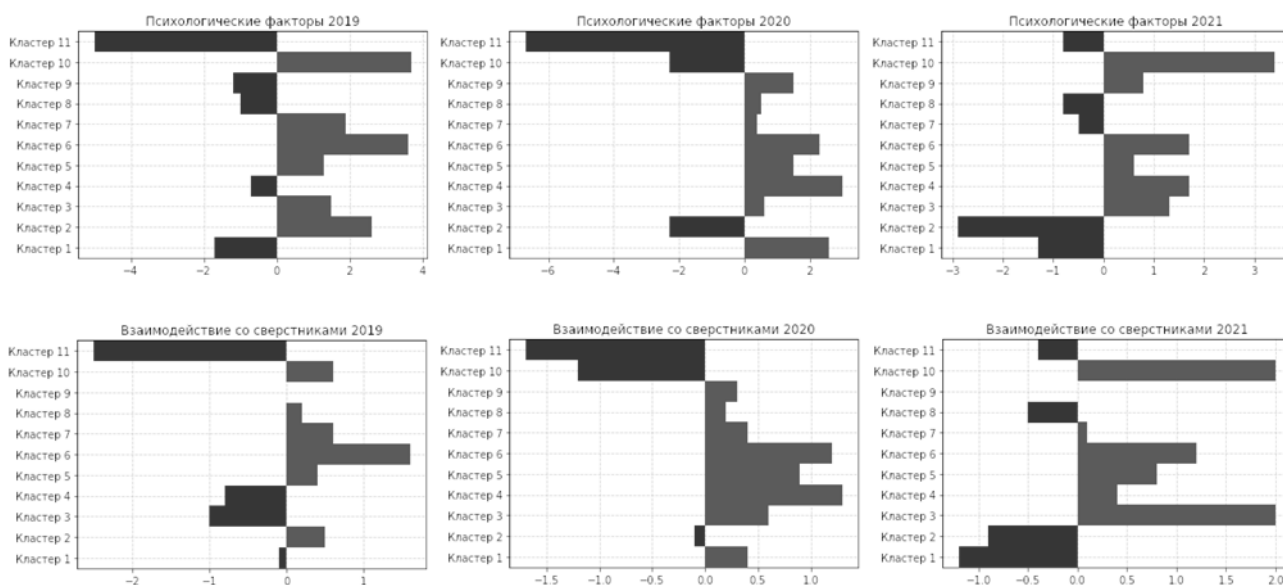 Психологические факторы 2019
Кластер 11
Кластер 10
Кластер 9
Кластер 8
Кластер 7
Кластер 6
Кластер 5
Кластер 4
Кластер 3
Кластер 2
Кластер 1
−4 −2 0 2 4
Психологические факторы 2020
Кластер 11
Кластер 10
Кластер 9
Кластер 8
Кластер 7
Кластер 6
Кластер 5
Кластер 4
Кластер 3
Кластер 2
Кластер 1
−6 −4 −2 0 2
Психологические факторы 2021
Кластер 11
Кластер 10
Кластер 9
Кластер 8
Кластер 7
Кластер 6
Кластер 5
Кластер 4
Кластер 3
Кластер 2
Кластер 1
−3 −2 −1 0 1 2 3
Взаимодействие со сверстниками 2019
Кластер 11
Кластер 10
Кластер 9
Кластер 8
Кластер 7
Кластер 6
Кластер 5
Кластер 4
Кластер 3
Кластер 2
Кластер 1
−2 −1 0 1
Взаимодействие со сверстниками 2020
Кластер 11
Кластер 10
Кластер 9
Кластер 8
Кластер 7
Кластер 6
Кластер 5
Кластер 4
Кластер 3
Кластер 2
Кластер 1
−1.5 −1.0 −0.5 0.0 0.5 1.0
Взаимодействие со сверстниками 2021
Кластер 11
Кластер 10
Кластер 9
Кластер 8
Кластер 7
Кластер 6
Кластер 5
Кластер 4
Кластер 3
Кластер 2
Кластер 1
−1.0 −0.5 0.0 0.5 1.0 1.5 2.0